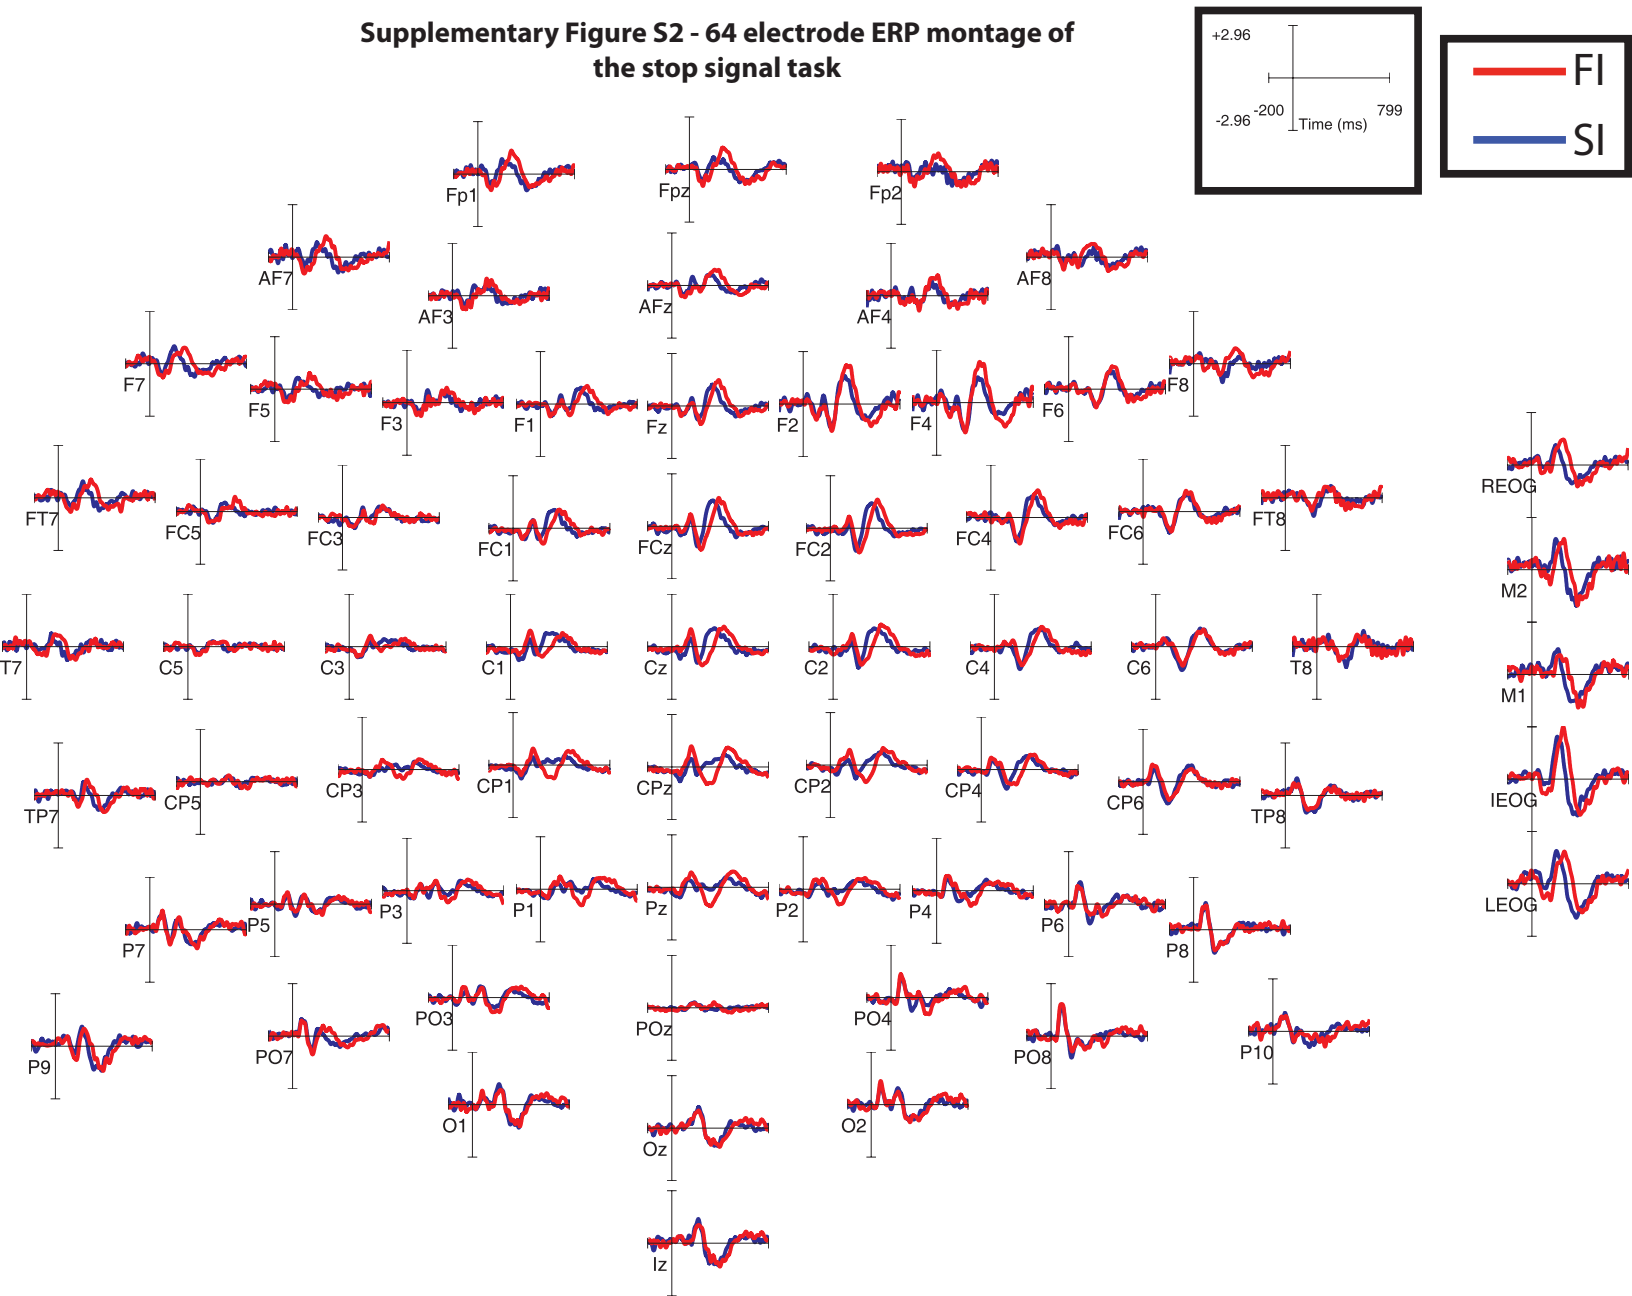 Supplementary Figure S2 - 64 electrode ERP montage of
the stop signal task
+2.96
-2.96 -200 Time (ms) 799
FI
SI
Fp1 Fpz Fp2
AF7 AF3 AFz AF4 AF8
F7 F5 F3 F1 Fz F2 F4 F6 F8
REOG
FT7 FC5 FC3 FC1 FCz FC2 FC4 FC6 FT8
M2
T7 C5 C3 C1 Cz C2 C4 C6 T8
M1
TP7 CP5 CP3 CP1 CPz CP2 CP4 CP6 TP8
IEOG
P7 P5 P3 P1 Pz P2 P4 P6 P8
LEOG
P9 PO7 PO3 POz PO4 PO8 P10
O1 Oz O2
Iz